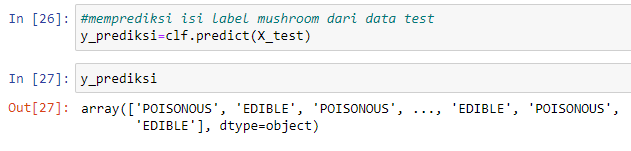 In [26]: #memprediksi isi label mushroom dari data test
y_prediksi=clf.predict(X_test)
In [27]: y_prediksi
Out[27]: array(['POISONOUS', 'EDIBLE', 'POISONOUS', ..., 'EDIBLE', 'POISONOUS',
'EDIBLE'], dtype=object)